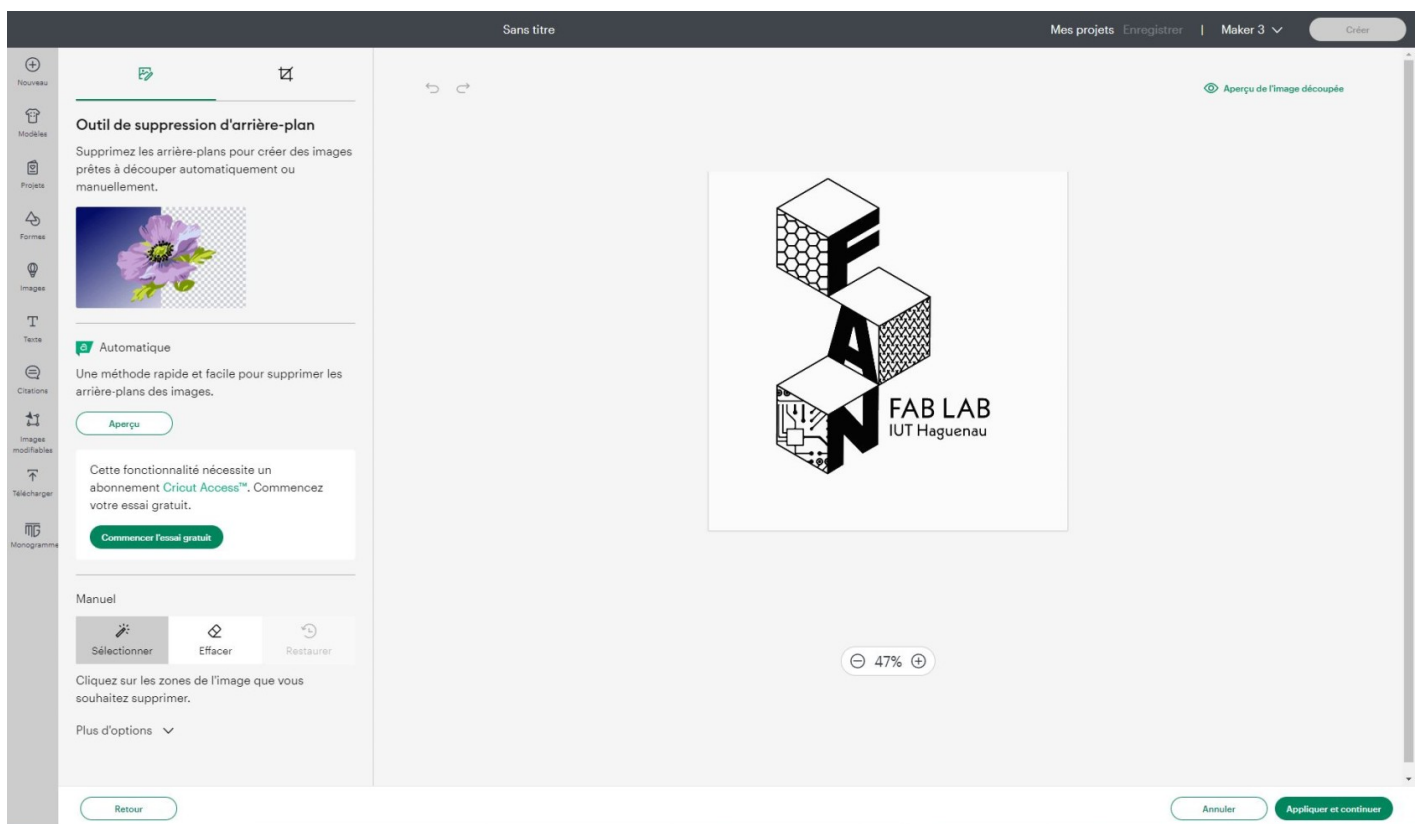 Sans titre
Mes projets Enregistrer | Maker 3
Créer
Nouveau
Modèles
Projets
Formes
Images
Texte
Citations
Images
modifiables
Télécharger
Monogramme
Outil de suppression d'arrière-plan
Supprimez les arrière-plans pour créer des images
prêtes à découper automatiquement ou
manuellement.
a Automatique
Une méthode rapide et facile pour supprimer les
arrière-plans des images.
Aperçu
Cette fonctionnalité nécessite un
abonnement Cricut Access™. Commencez
votre essai gratuit.
Commencer l'essai gratuit
Manuel
Sélectionner
Effacer
Restaurer
Cliquez sur les zones de l'image que vous
souhaitez supprimer.
Plus d'options
Aperçu de l'image découpée
F
A
N
FAB LAB
IUT Haguenau
47%
Retour
Annuler
Appliquer et continuer